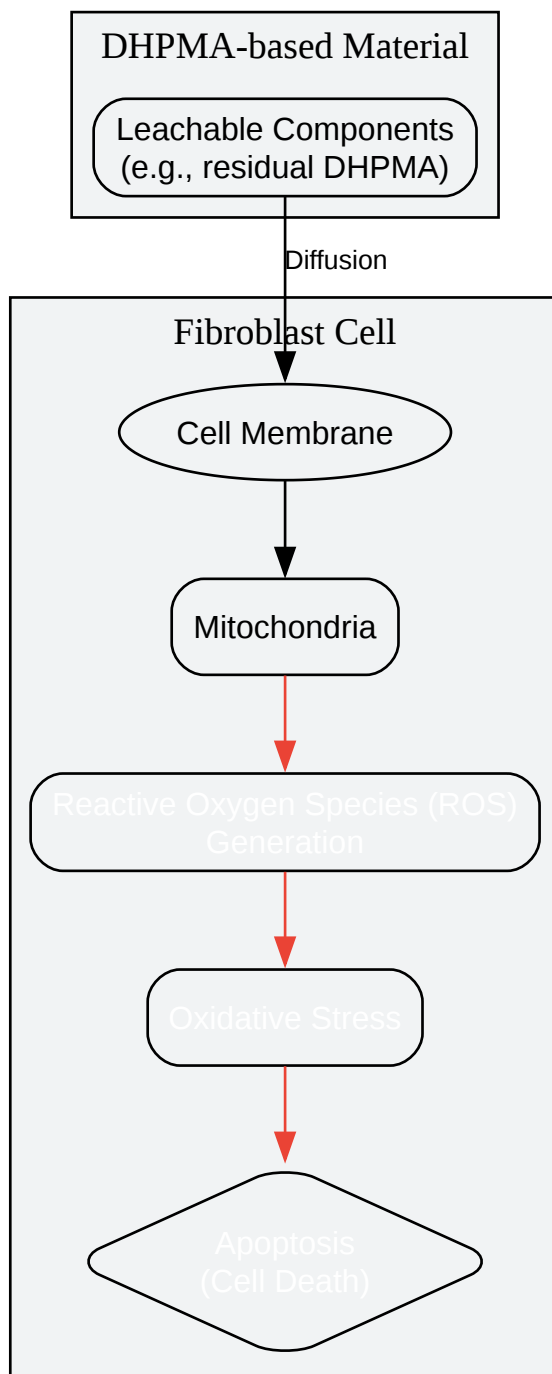 DHPMA-based Material
Leachable Components
(e.g., residual DHPMA)
Diffusion
Fibroblast Cell
Cell Membrane
Mitochondria
Reactive Oxygen Species (ROS)
Generation
Oxidative Stress
Apoptosis
(Cell Death)